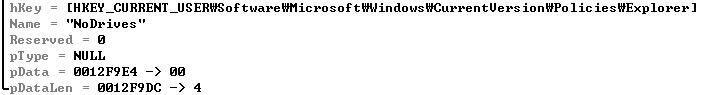 hKey = [HKEY_CURRENT_USER₩Software₩Microsoft₩Windows₩CurrentVersion₩Policies₩Explorer]
Name = "NoDrives"
Reserved = 0
pType = NULL
pData = 0012F9E4 -> 00
pDataLen = 0012F9DC -> 4